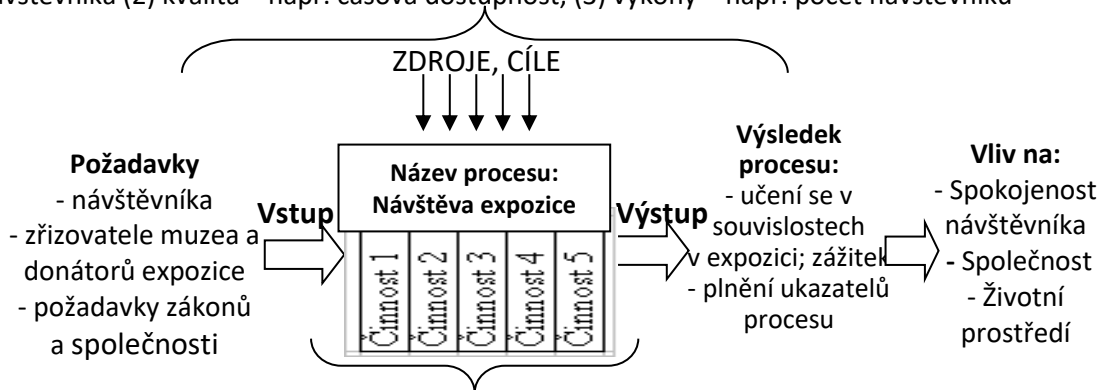 návštěvníka (2) kvalita – např. časová dostupnost; (3) výkony – např. počet návštěvníků
ZDROJE, CÍLE
Požadavky
- návštěvníka
- zřizovatele muzea a
donátorů expozice
- požadavky zákonů
a společnosti
Vstup
Název procesu:
Návštěva expozice
Činnost 1
Činnost 2
Činnost 3
Činnost 4
Činnost 5
Výstup
Výsledek
procesu:
- učení se v
souvislostech
v expozici; zážitek
- plnění ukazatelů
procesu
Vliv na:
- Spokojenost
návštěvníka
- Společnost
- Životní
prostředí